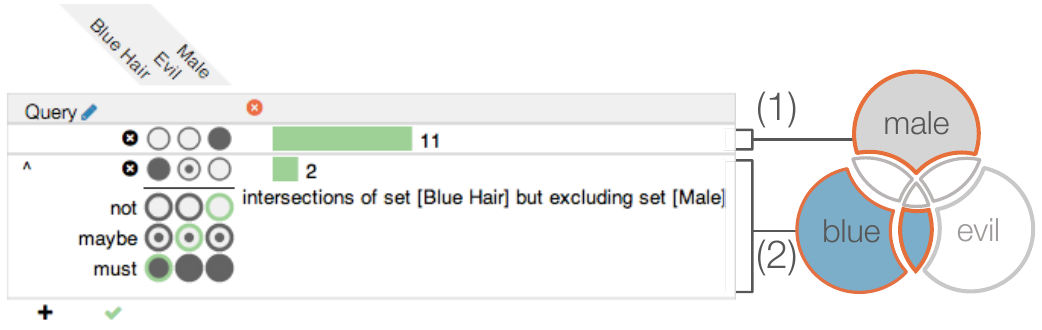 Blue Hair
Evil
Male
Query
11
2
intersections of set [Blue Hair] but excluding set [Male]
not
maybe
must
(1)
(2)
male
blue
evil